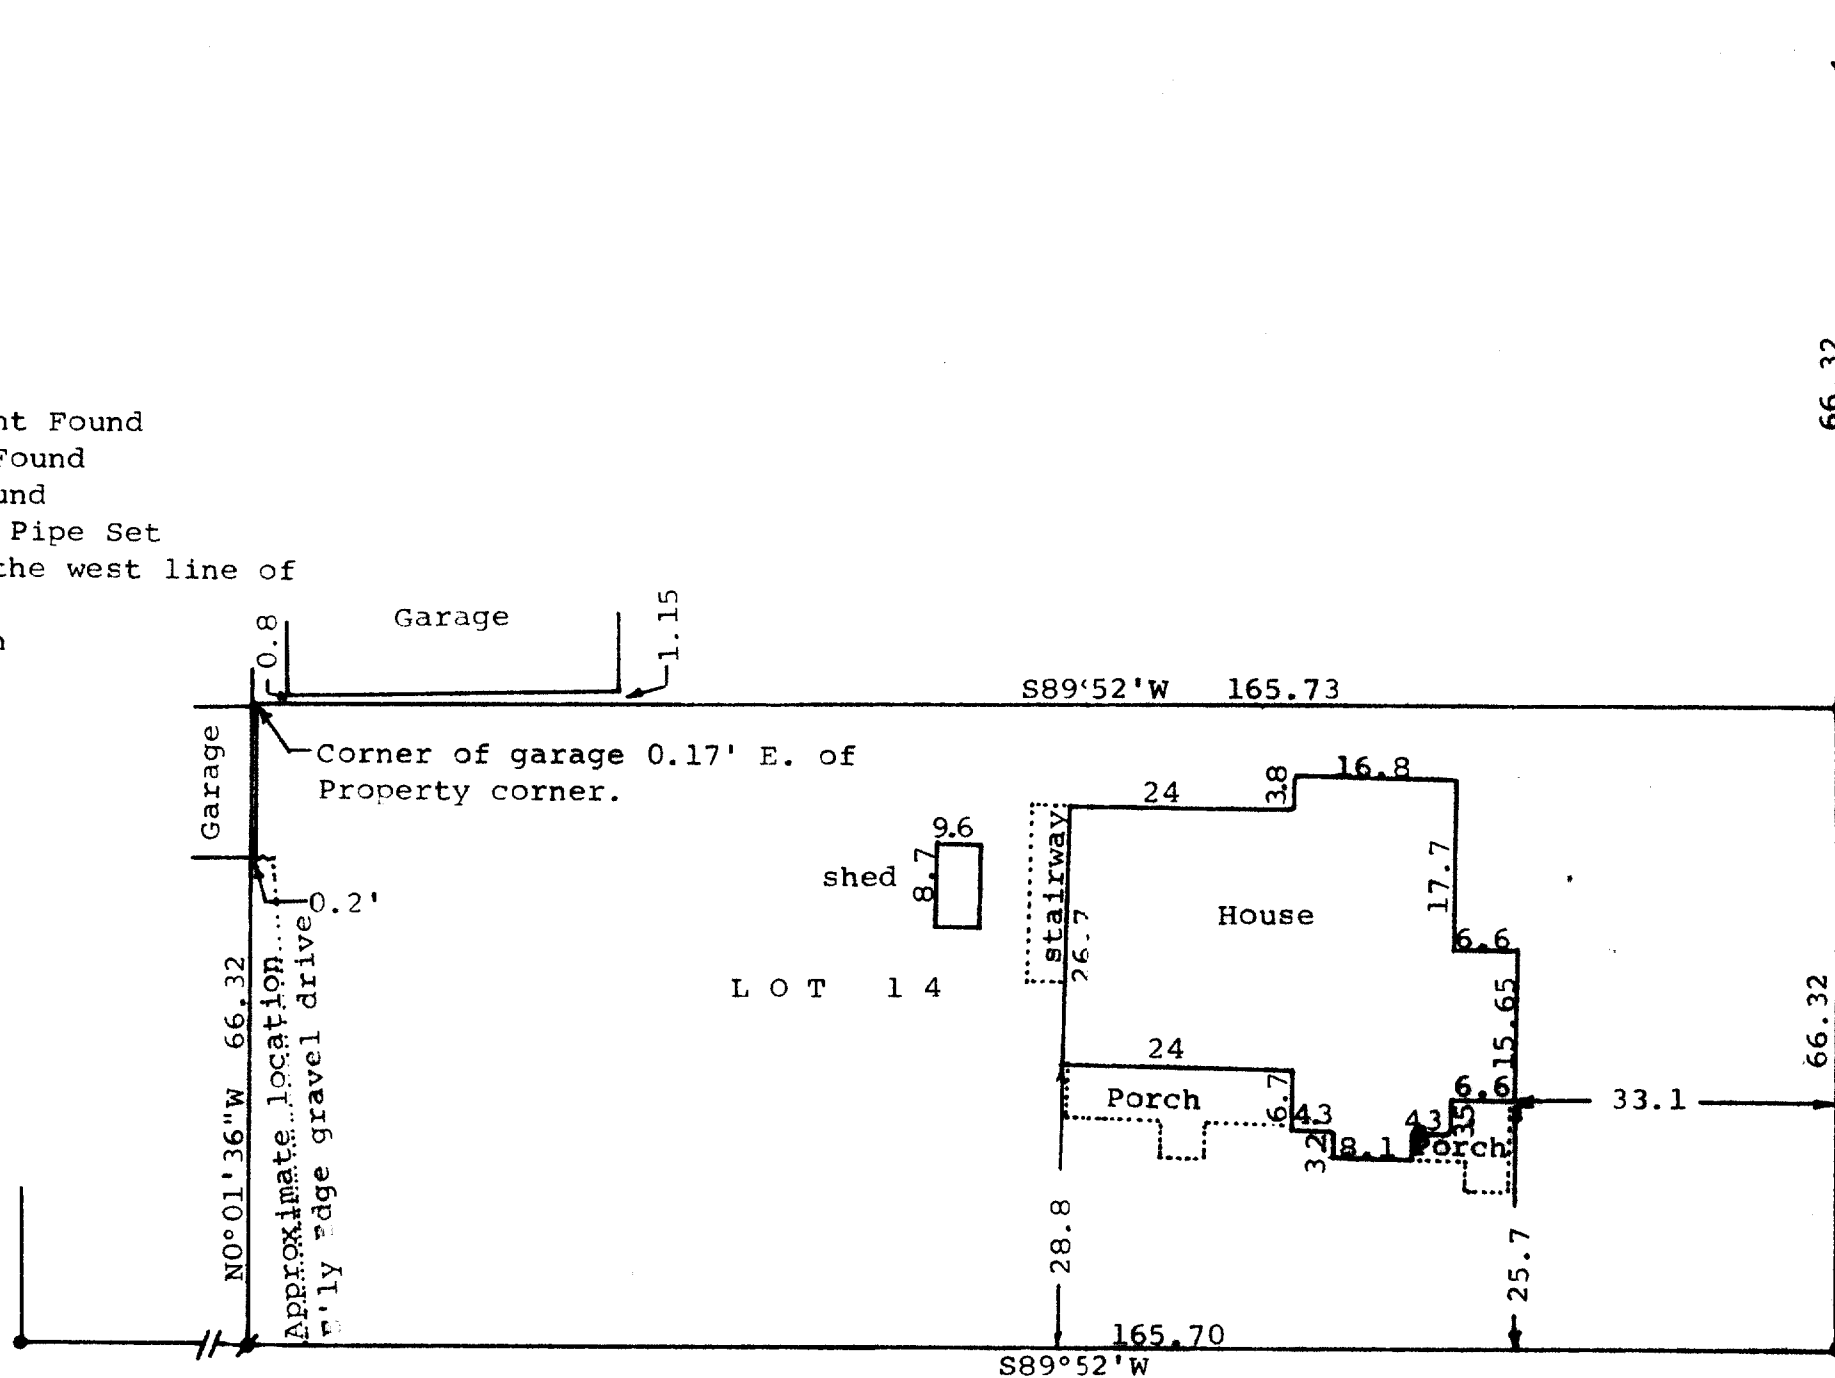 nt Found
Found
und
Pipe Set
the west line of
66.32
0.8
Garage
1.15
S89°52'W 165.73
Garage
Corner of garage 0.17' E. of
Property corner.
0.2'
16.8
24
3.8
9.6
8.7
shed
stairway
26.7
17.7
House
6.6
15.65
LOT 14
N0°01'36"W 66.32
Approximate location
E'ly Edge gravel drive
66.32
24
Porch
6.7
4.3
3.2
8.1
4.3
3.5
6.6
Porch
33.1
28.8
25.7
165.70
S89°52'W